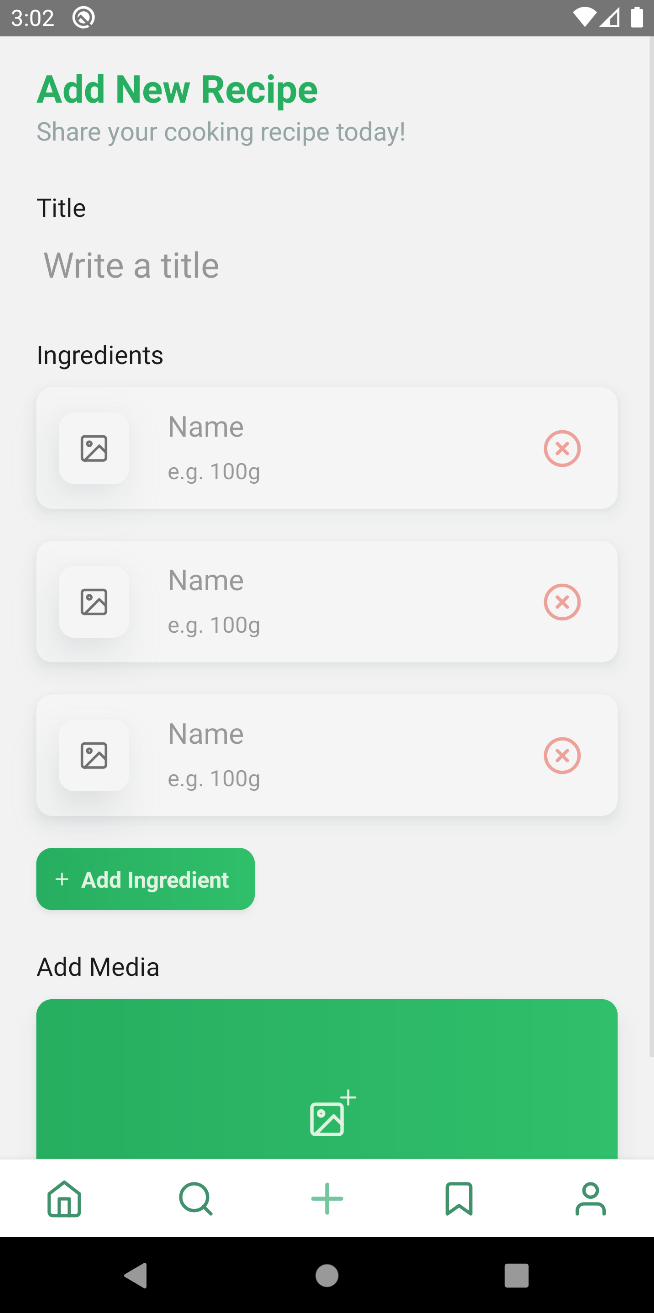 3:02
Add New Recipe
Share your cooking recipe today!
Title
Write a title
Ingredients
Name
e.g. 100g
Name
e.g. 100g
Name
e.g. 100g
+ Add Ingredient
Add Media